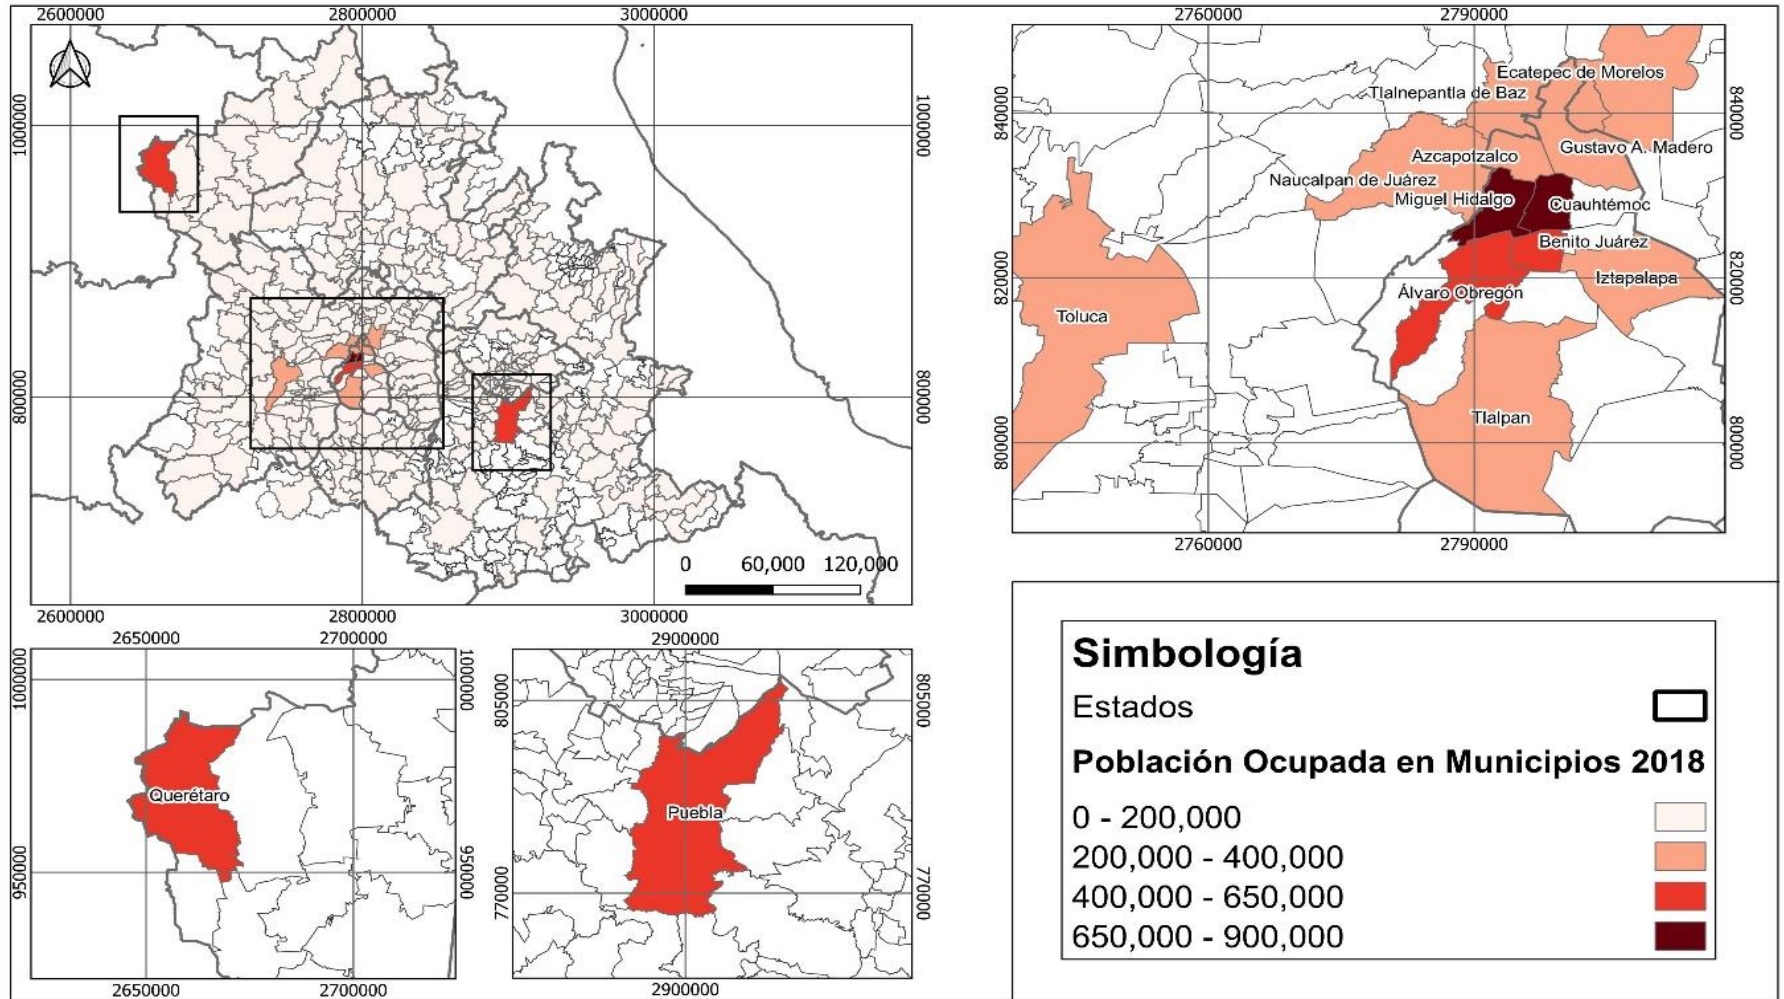 2600000
2800000
3000000
1000000
1000000
800000
800000
0
60,000
120,000
2600000
2800000
3000000
2760000
2790000
840000
840000
820000
820000
800000
800000
Ecatepec de Morelos
Tlalnepantla de Baz
Gustavo A. Madero
Azcapotzalco
Naucalpan de Juárez
Miguel Hidalgo
Cuauhtémoc
Benito Juárez
Iztapalapa
Álvaro Obregón
Toluca
Tlalpan
2760000
2790000
2650000
2700000
1000000
1000000
950000
950000
Querétaro
2650000
2700000
2900000
805000
805000
770000
770000
Puebla
2900000
Simbología
Estados
Población Ocupada en Municipios 2018
0 - 200,000
200,000 - 400,000
400,000 - 650,000
650,000 - 900,000